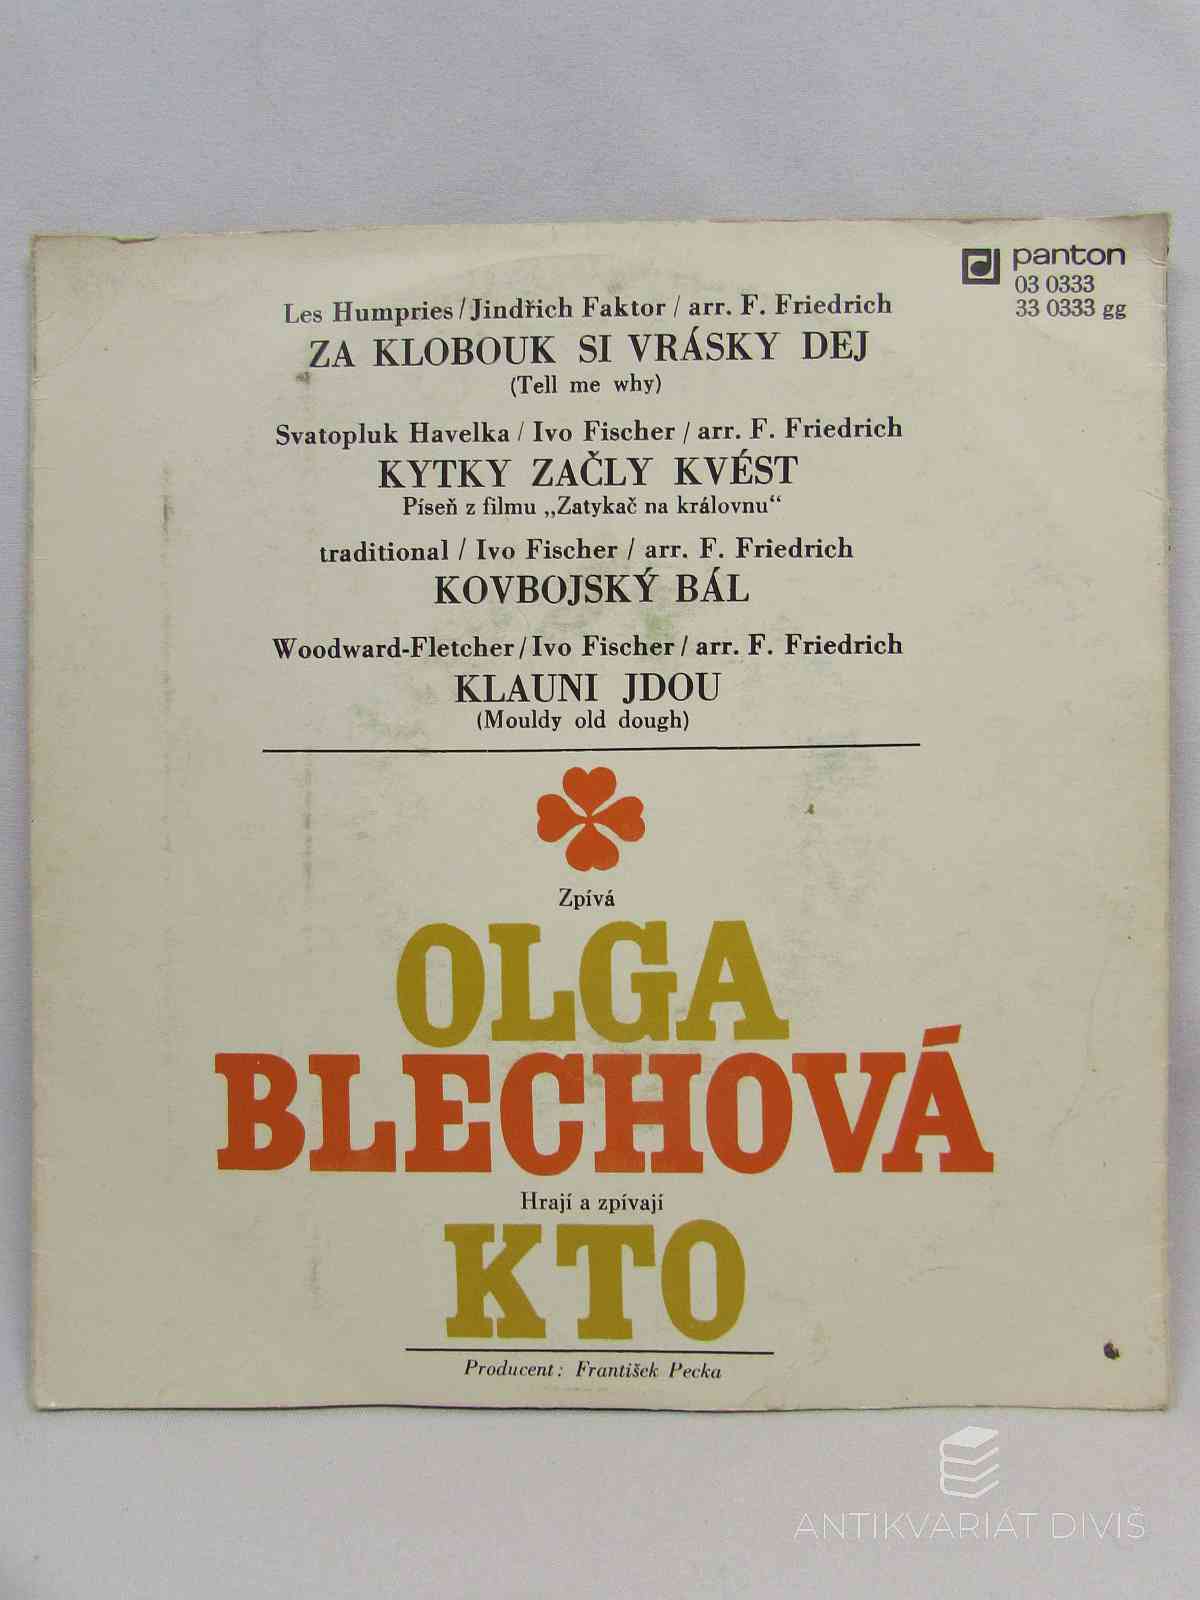 panton
03 0333
33 0333 gg
Les Humpries / Jindřich Faktor / arr. F. Friedrich
ZA KLOBOUK SI VRÁSKY DEJ
(Tell me why)
Svatopluk Havelka / Ivo Fischer / arr. F. Friedrich
KYTKY ZAČLY KVÉST
Píseň z filmu „Zatykač na královnu“
traditional / Ivo Fischer / arr. F. Friedrich
KOVBOJSKÝ BÁL
Woodward-Fletcher / Ivo Fischer / arr. F. Friedrich
KLAUNI JDOU
(Mouldy old dough)
Zpívá
OLGA
BLECHOVÁ
Hrají a zpívají
KTO
Producent: František Pecka
ANTIKVARIÁT DIVIŠ